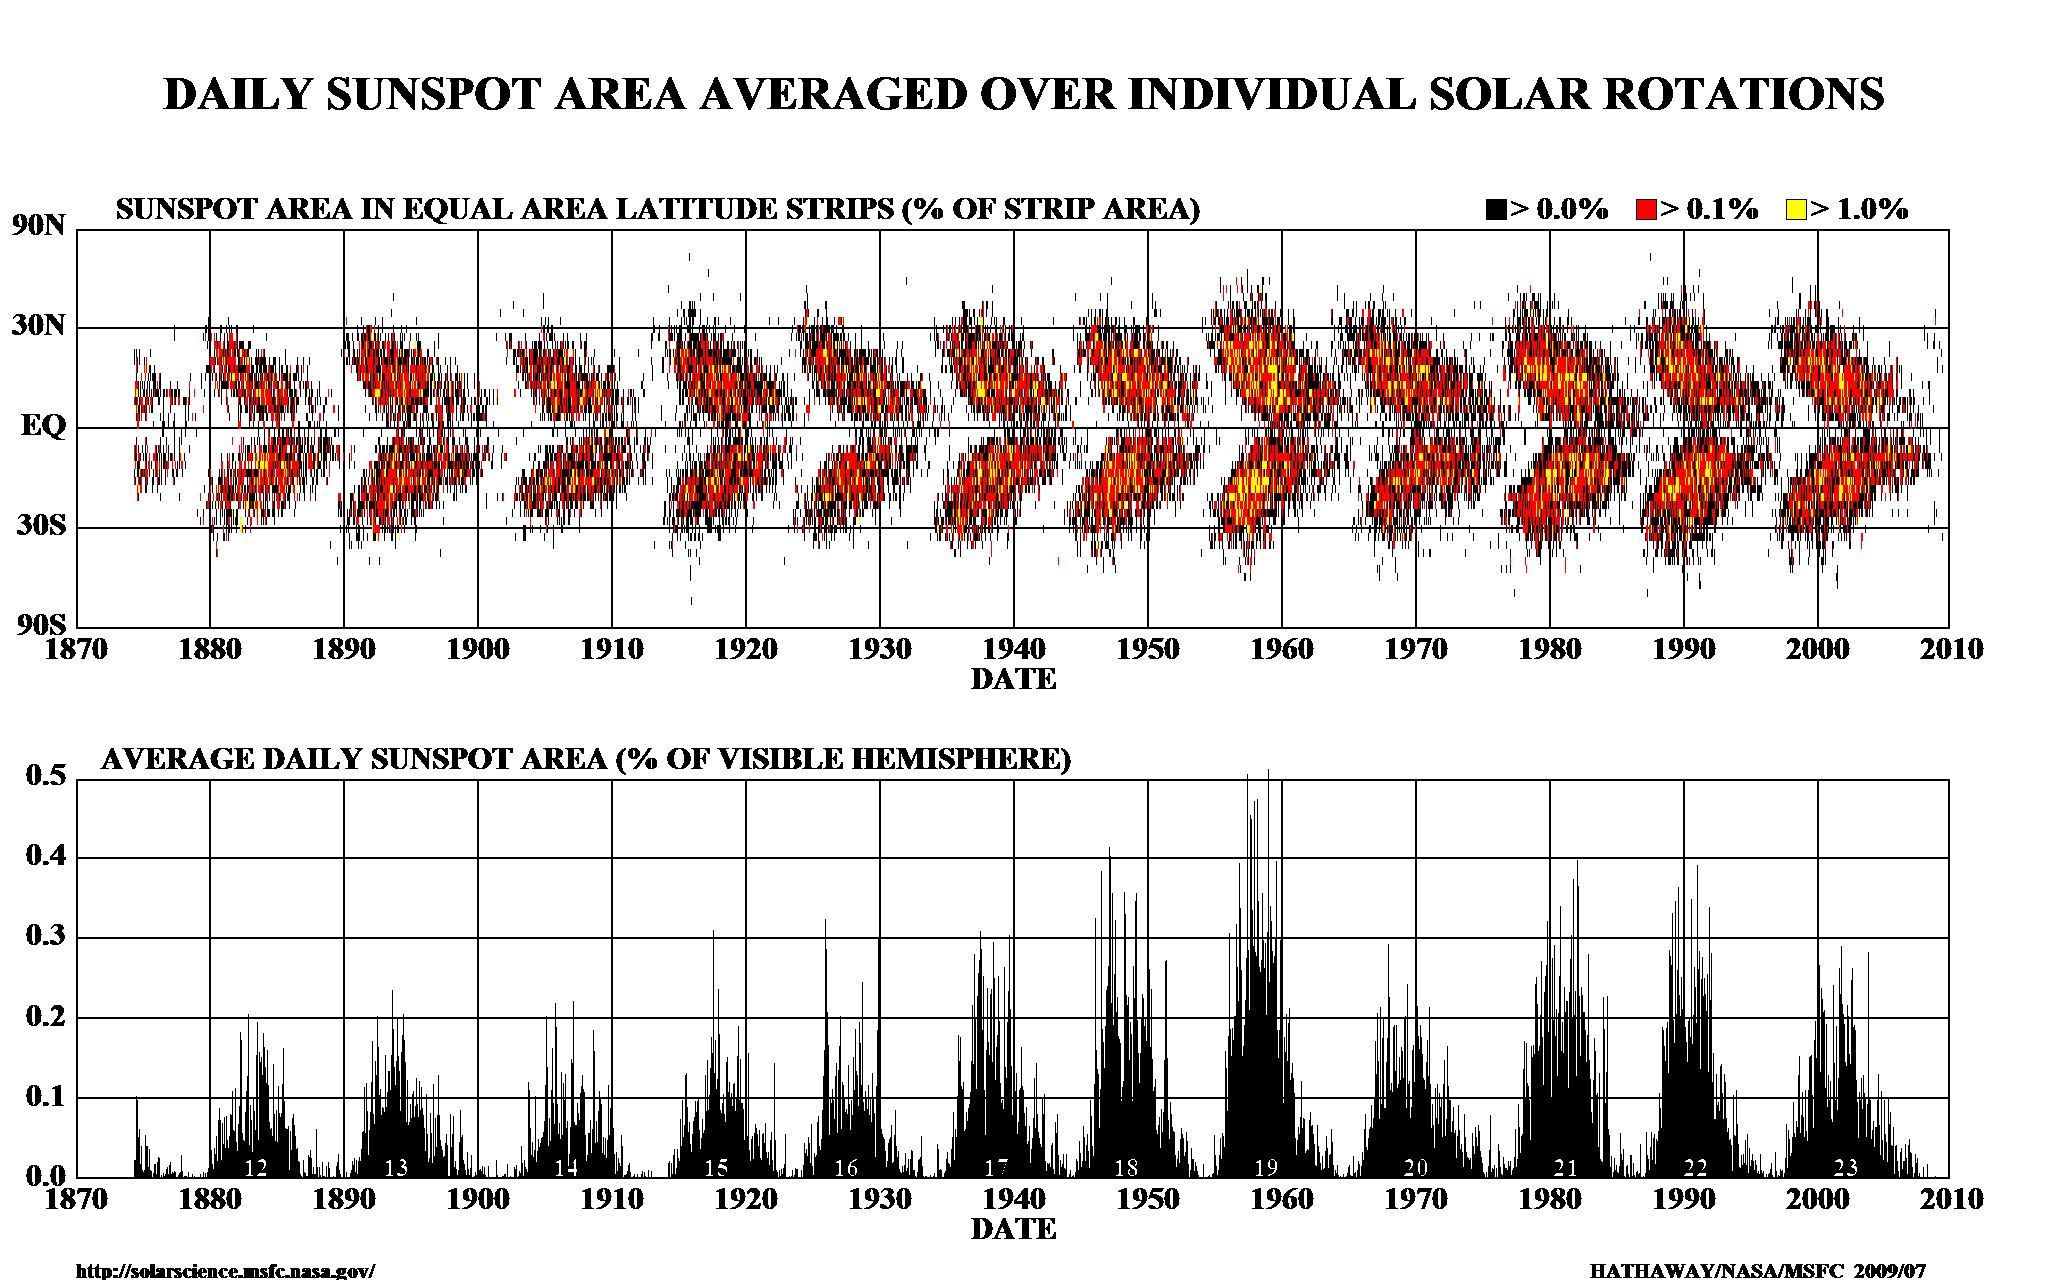 DAILY SUNSPOT AREA AVERAGED OVER INDIVIDUAL SOLAR ROTATIONS
SUNSPOT AREA IN EQUAL AREA LATITUDE STRIPS (% OF STRIP AREA)
> 0.0% > 0.1% > 1.0%
90N
30N
EQ
30S
90S
1870 1880 1890 1900 1910 1920 1930 1940 1950 1960 1970 1980 1990 2000 2010
DATE
AVERAGE DAILY SUNSPOT AREA (% OF VISIBLE HEMISPHERE)
0.5
0.4
0.3
0.2
0.1
0.0
12 13 14 15 16 17 18 19 20 21 22 23
1870 1880 1890 1900 1910 1920 1930 1940 1950 1960 1970 1980 1990 2000 2010
DATE
http://solarscience.msfc.nasa.gov/
HATHAWAY/NASA/MSFC 2009/07